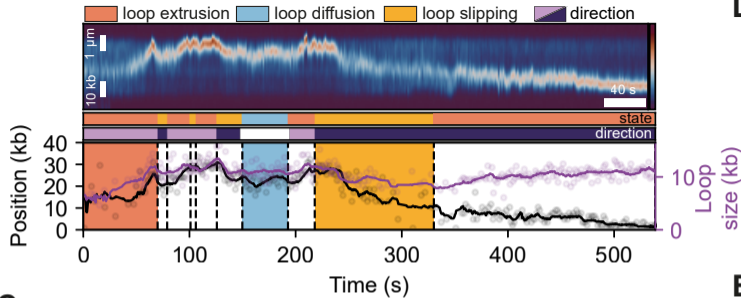 loop extrusion loop diffusion loop slipping direction
1 μm
10 kb
40 s
state
direction
Position (kb)
40
30
20
10
0
10
0
Loop
size (kb)
0 100 200 300 400 500
Time (s)